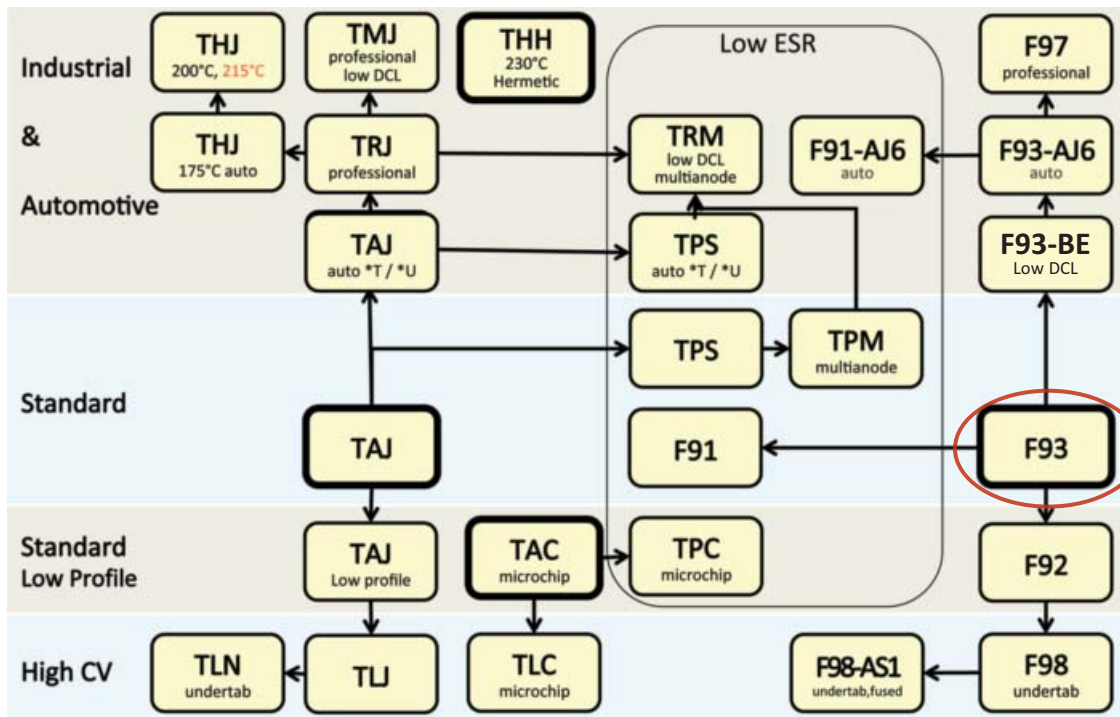 Industrial
&
Automotive
THJ
200°C, 215°C
TMJ
professional
low DCL
THH
230°C
Hermetic
Low ESR
F97
professional
THJ
175°C auto
TRJ
professional
TRM
low DCL
multianode
F91-AJ6
auto
F93-AJ6
auto
TAJ
auto *T / *U
TPS
auto *T / *U
F93-BE
Low DCL
Standard
TPS
TPM
multianode
TAJ
F91
F93
Standard
Low Profile
TAJ
Low profile
TAC
microchip
TPC
microchip
F92
High CV
TLN
undertab
TLJ
TLC
microchip
F98-AS1
undertab,fused
F98
undertab